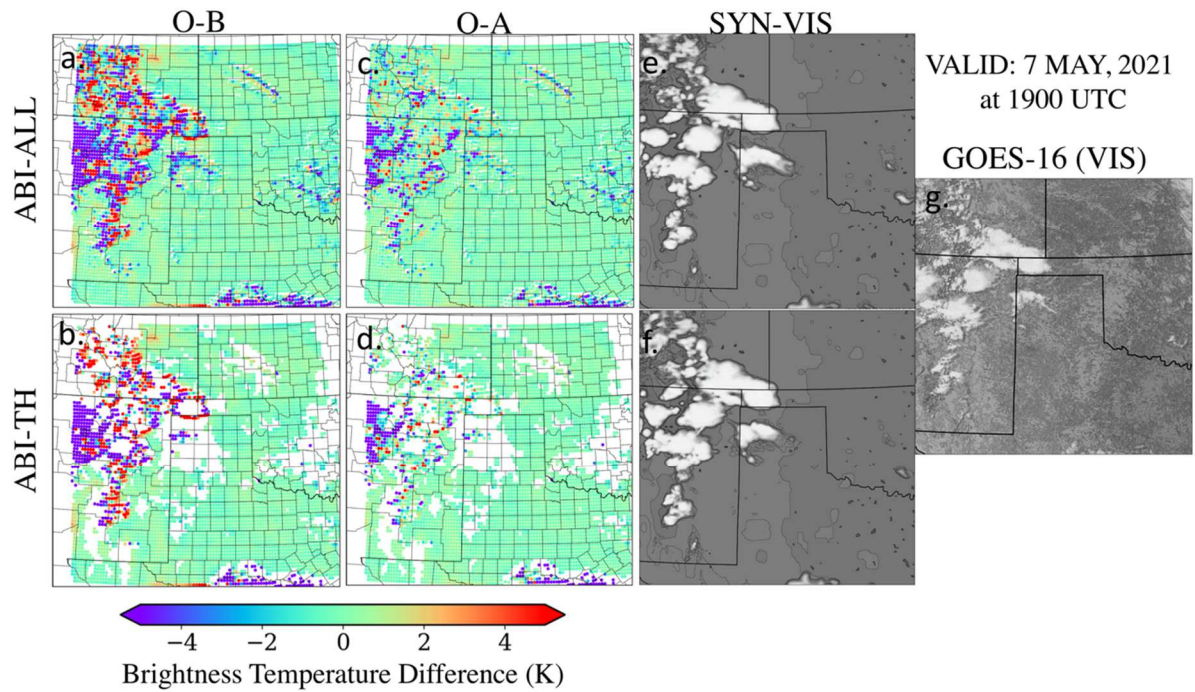 O-B
O-A
SYN-VIS
a.
c.
e.
VALID: 7 MAY, 2021
at 1900 UTC
ABI-ALL
GOES-16 (VIS)
g.
b.
d.
f.
ABI-TH
−4
−2
0
2
4
Brightness Temperature Difference (K)